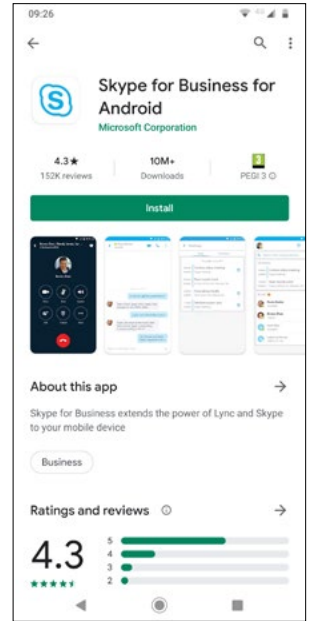 09:26
4G
Skype for Business for
Android
Microsoft Corporation
4.3★
10M+
3
152K reviews
Downloads
PEGI 3
Install
About this app
Skype for Business extends the power of Lync and Skype
to your mobile device
Business
Ratings and reviews
4.3
5
4
3
2